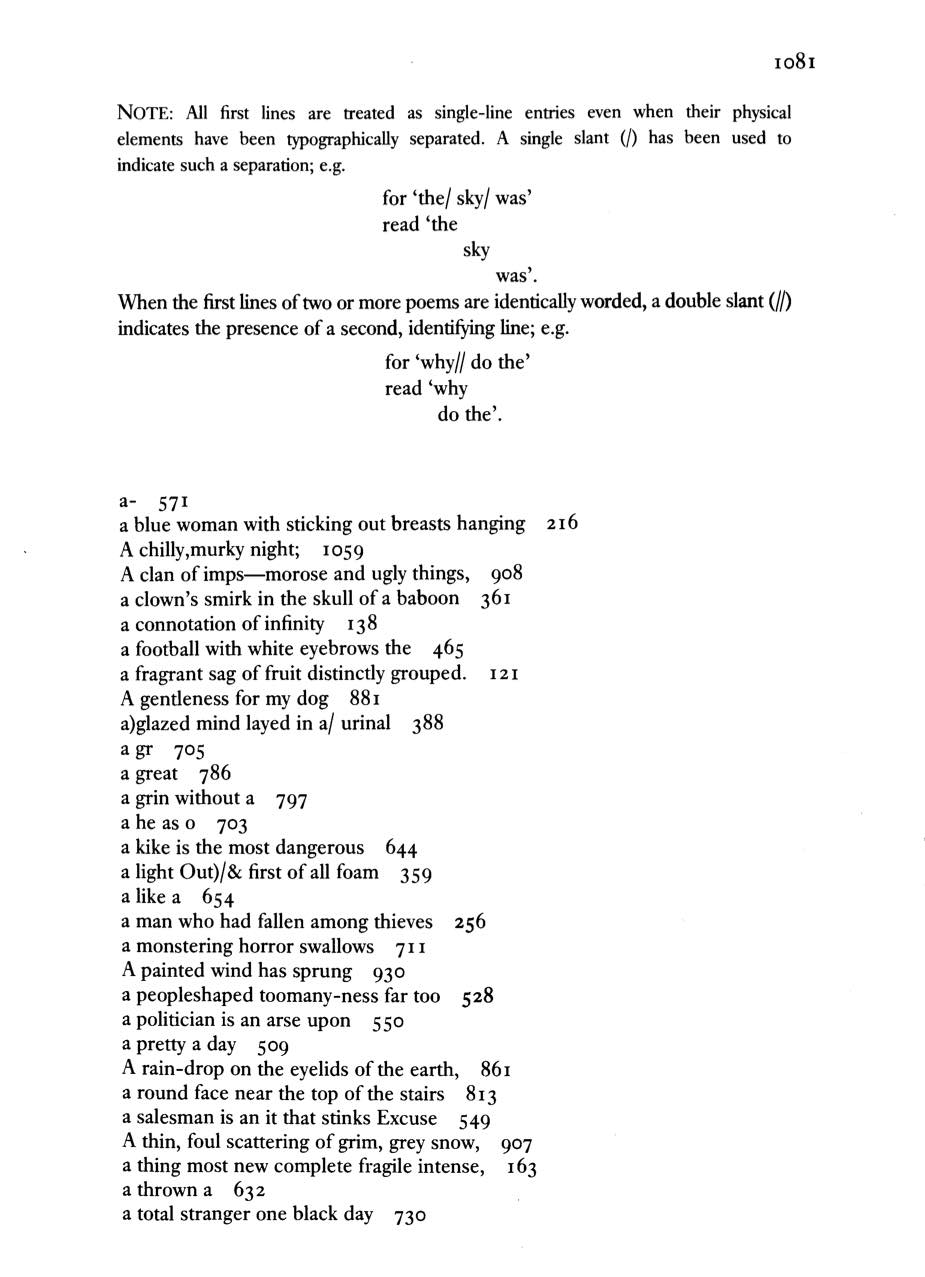 1081
NOTE: All first lines are treated as single-line entries even when their physical
elements have been typographically separated. A single slant (/) has been used to
indicate such a separation; e.g.
for ‘the/ sky/ was’
read ‘the
sky
was’.
When the first lines of two or more poems are identically worded, a double slant (//)
indicates the presence of a second, identifying line; e.g.
for ‘why// do the’
read ‘why
do the’.
a- 571
a blue woman with sticking out breasts hanging 216
A chilly,murky night; 1059
A clan of imps—morose and ugly things, 908
a clown’s smirk in the skull of a baboon 361
a connotation of infinity 138
a football with white eyebrows the 465
a fragrant sag of fruit distinctly grouped. 121
A gentleness for my dog 881
a)glazed mind layed in a/ urinal 388
a gr 705
a great 786
a grin without a 797
a he as o 703
a kike is the most dangerous 644
a light Out)/& first of all foam 359
a like a 654
a man who had fallen among thieves 256
a monstering horror swallows 711
A painted wind has sprung 930
a peopleshaped toomany-ness far too 528
a politician is an arse upon 550
a pretty a day 509
A rain-drop on the eyelids of the earth, 861
a round face near the top of the stairs 813
a salesman is an it that stinks Excuse 549
A thin, foul scattering of grim, grey snow, 907
a thing most new complete fragile intense, 163
a thrown a 632
a total stranger one black day 730